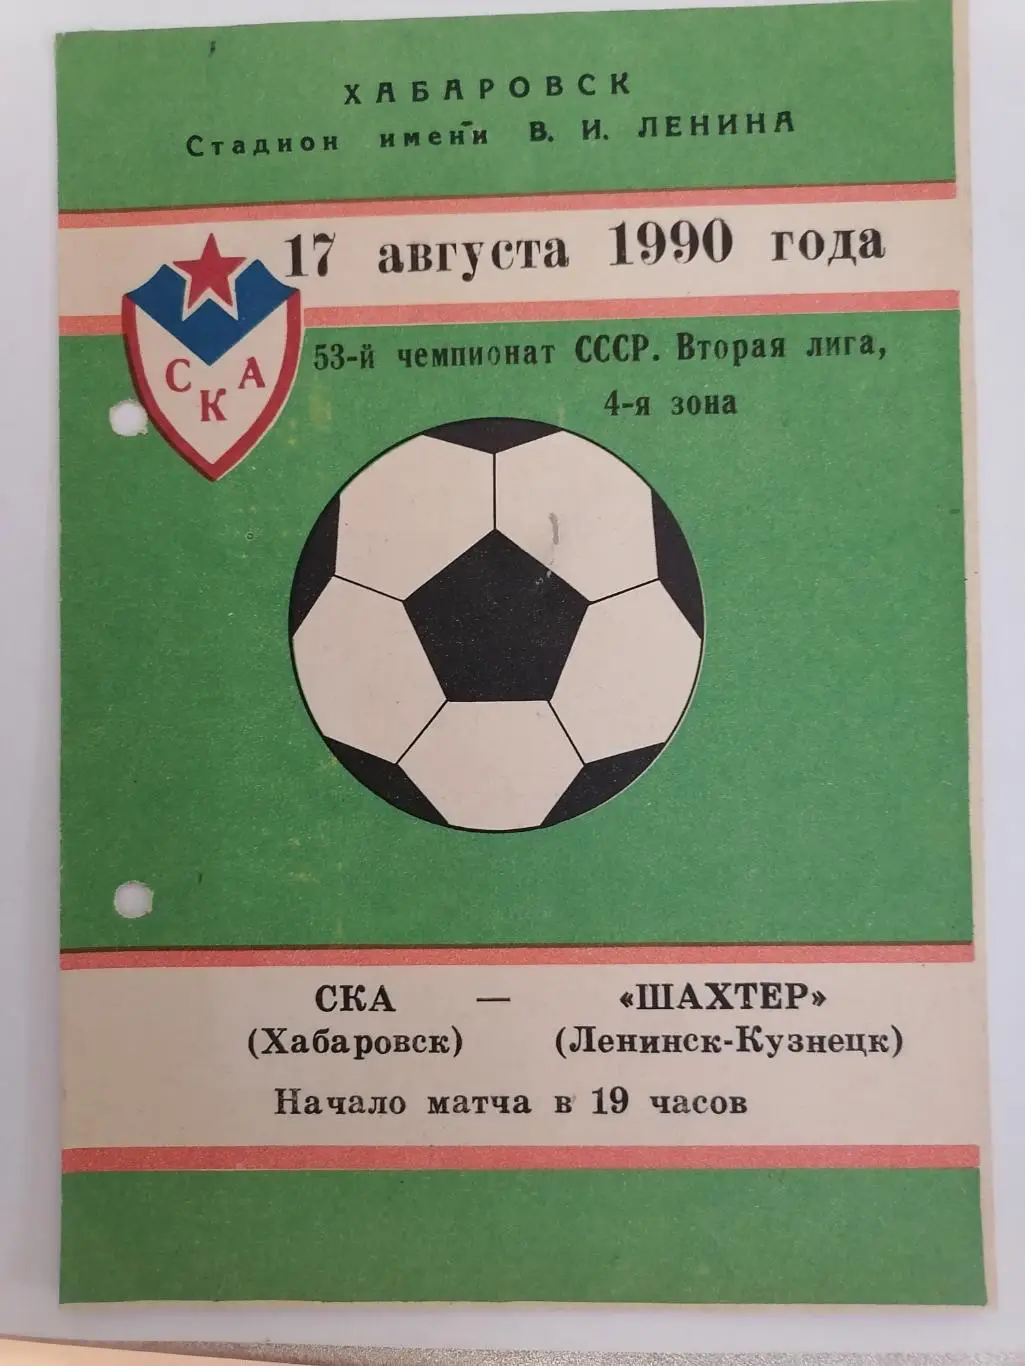 ХАБАРОВСК
Стадион имени В. И. ЛЕНИНА
17 августа 1990 года
СКА
53-й чемпионат СССР. Вторая лига,
4-я зона
СКА — «ШАХТЕР»
(Хабаровск) (Ленинск-Кузнецк)
Начало матча в 19 часов